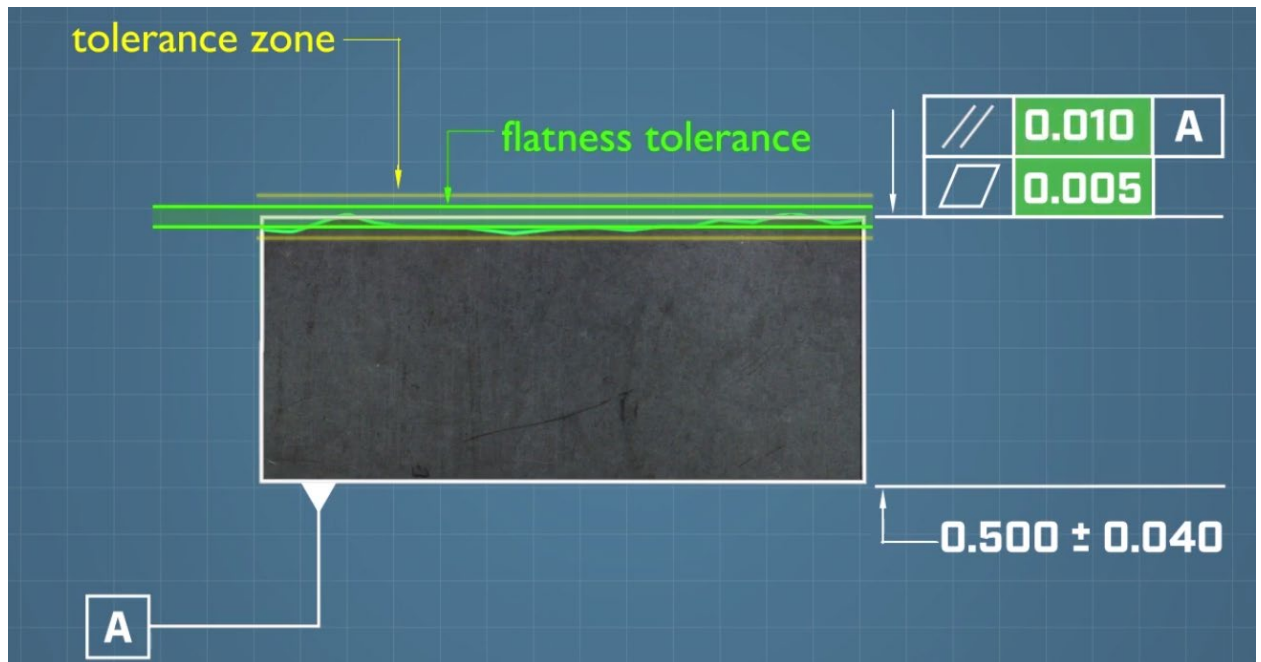 tolerance zone
flatness tolerance
// 0.010 A
0.005
0.500 ± 0.040
A